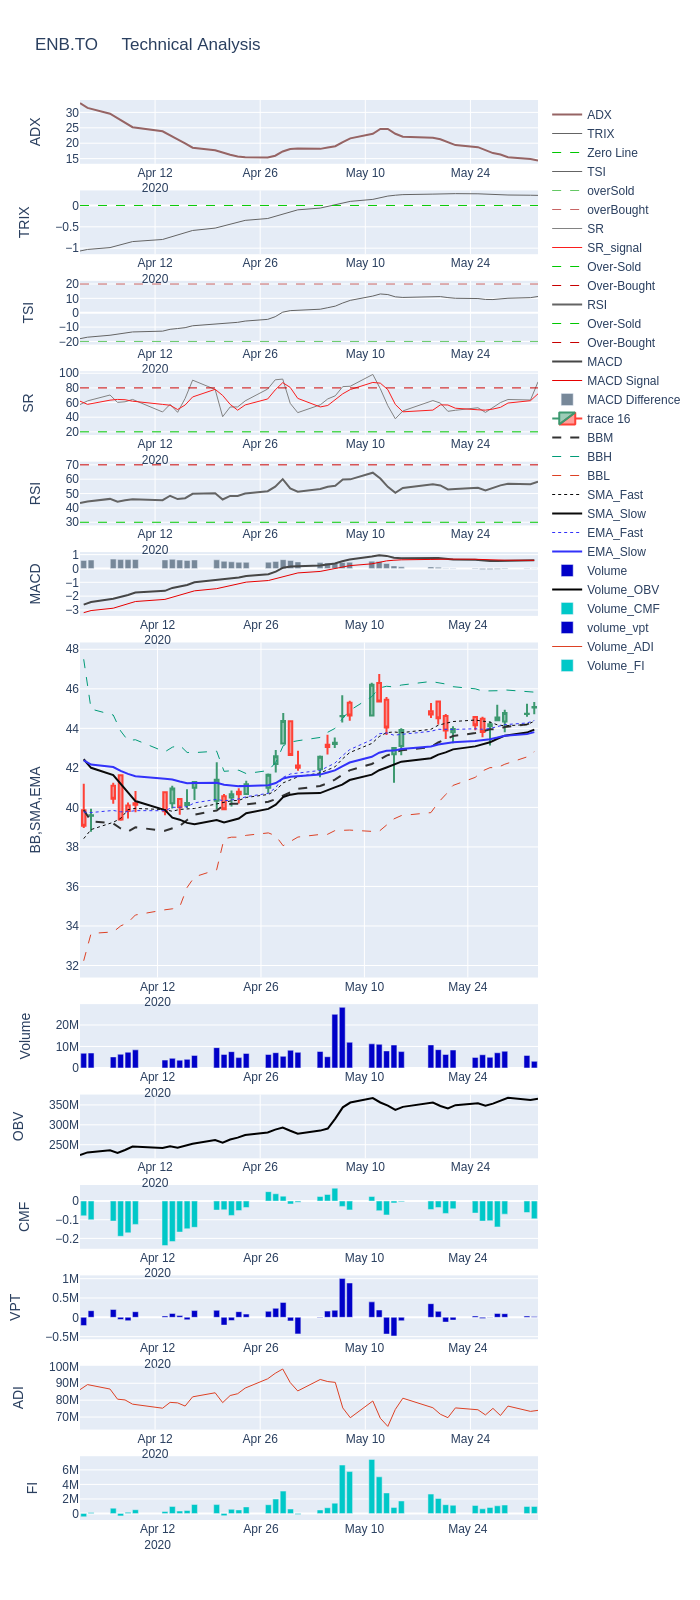 ENB.TO Technical Analysis
ADX
30
25
20
15
Apr 12
2020
Apr 26
May 10
May 24
TRIX
0
−0.5
−1
Apr 12
2020
Apr 26
May 10
May 24
TSI
20
10
0
−10
−20
Apr 12
2020
Apr 26
May 10
May 24
SR
100
80
60
40
20
Apr 12
2020
Apr 26
May 10
May 24
RSI
70
60
50
40
30
Apr 12
2020
Apr 26
May 10
May 24
MACD
1
0
−1
−2
−3
Apr 12
2020
Apr 26
May 10
May 24
BB,SMA,EMA
48
46
44
42
40
38
36
34
32
Apr 12
2020
Apr 26
May 10
May 24
Volume
20M
10M
0
Apr 12
2020
Apr 26
May 10
May 24
OBV
350M
300M
250M
Apr 12
2020
Apr 26
May 10
May 24
CMF
0
−0.1
−0.2
Apr 12
2020
Apr 26
May 10
May 24
VPT
1M
0.5M
0
−0.5M
Apr 12
2020
Apr 26
May 10
May 24
ADI
100M
90M
80M
70M
Apr 12
2020
Apr 26
May 10
May 24
FI
6M
4M
2M
0
Apr 12
2020
Apr 26
May 10
May 24
ADX
TRIX
Zero Line
TSI
overSold
overBought
SR
SR_signal
Over-Sold
Over-Bought
RSI
Over-Sold
Over-Bought
MACD
MACD Signal
MACD Difference
trace 16
BBM
BBH
BBL
SMA_Fast
SMA_Slow
EMA_Fast
EMA_Slow
Volume
Volume_OBV
Volume_CMF
volume_vpt
Volume_ADI
Volume_FI